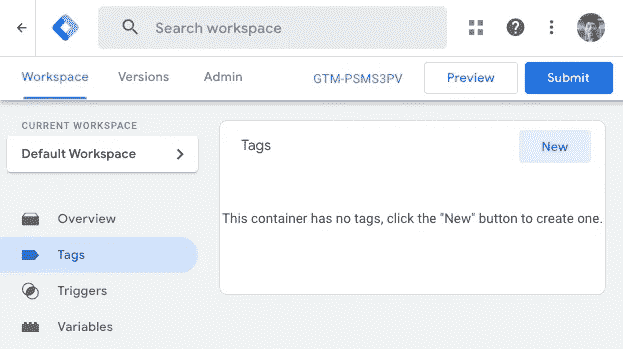 Search workspace
Workspace Versions Admin GTM-PSMS3PV Preview Submit
CURRENT WORKSPACE
Default Workspace
Overview
Tags
Triggers
Variables
Tags New
This container has no tags, click the "New" button to create one.